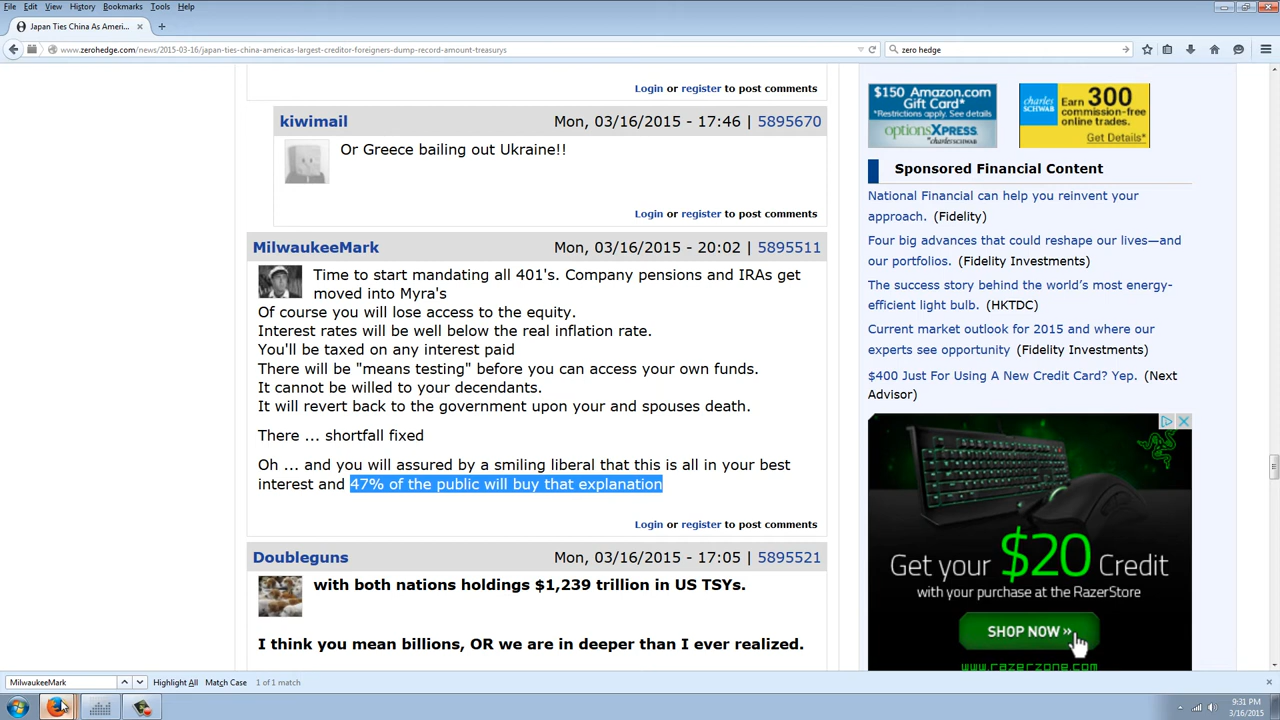 File Edit View History Bookmarks Tools Help
Japan Ties China As Ameri...
www.zerohedge.com/news/2015-03-16/japan-ties-china-americas-largest-creditor-foreigners-dump-record-amount-treasurys
zero hedge
Login or register to post comments
kiwimail Mon, 03/16/2015 - 17:46 | 5895670
Or Greece bailing out Ukraine!!
Login or register to post comments
MilwaukeeMark Mon, 03/16/2015 - 20:02 | 5895511
Time to start mandating all 401's. Company pensions and IRAs get
moved into Myra's
Of course you will lose access to the equity.
Interest rates will be well below the real inflation rate.
You'll be taxed on any interest paid
There will be "means testing" before you can access your own funds.
It cannot be willed to your decendants.
It will revert back to the government upon your and spouses death.
There ... shortfall fixed
Oh ... and you will assured by a smiling liberal that this is all in your best
interest and 47% of the public will buy that explanation
Login or register to post comments
Doubleguns Mon, 03/16/2015 - 17:05 | 5895521
with both nations holdings $1,239 trillion in US TSYs.
I think you mean billions, OR we are in deeper than I ever realized.
$150 Amazon.com
Gift Card*
*Restrictions apply. See details
optionsXpress
by charles SCHWAB
charles
SCHWAB
Earn 300
commission-free
online trades.
Get Details*
Sponsored Financial Content
National Financial can help you reinvent your
approach. (Fidelity)
Four big advances that could reshape our lives—and
our portfolios. (Fidelity Investments)
The success story behind the world's most energy-
efficient light bulb. (HKTDC)
Current market outlook for 2015 and where our
experts see opportunity (Fidelity Investments)
$400 Just For Using A New Credit Card? Yep. (Next
Advisor)
Get your $20 Credit
with your purchase at the RazerStore
SHOP NOW »
www.razerzone.com
MilwaukeeMark Highlight All Match Case 1 of 1 match
9:31 PM
3/16/2015